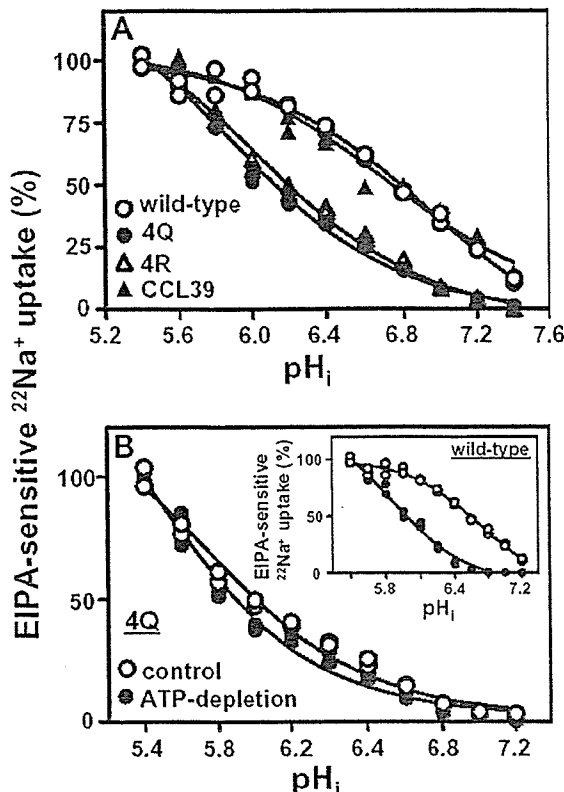 EIPA-sensitive ²²Na⁺ uptake (%)
A
100
75
50
25
0
wild-type
4Q
4R
CCL39
5.2 5.6 6.0 6.4 6.8 7.2 7.6
pHᵢ
B
100
50
0
4Q
control
ATP-depletion
5.4 5.8 6.2 6.4 6.8 7.2
pHᵢ
EIPA-sensitive
²²Na⁺ uptake (%)
100
50
0
wild-type
5.8 6.4 7.2
pHᵢ